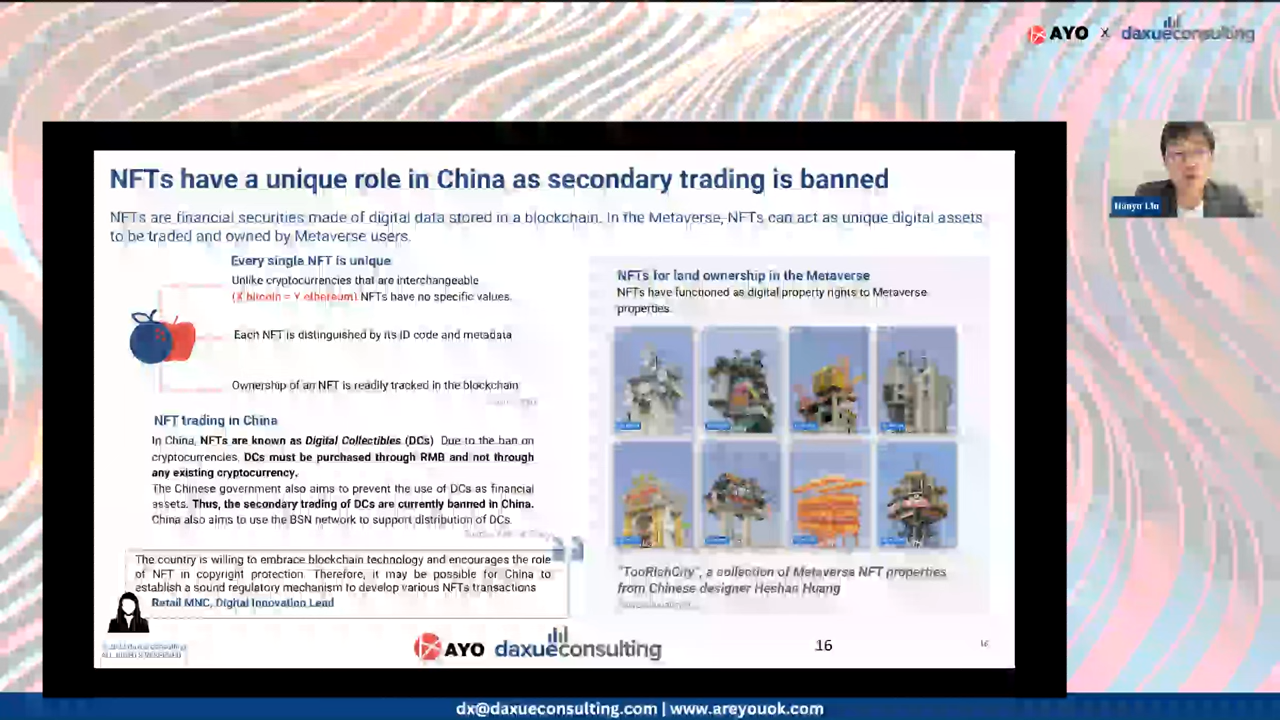 AYO x daxueconsulting
NFTs have a unique role in China as secondary trading is banned
NFTs are financial securities made of digital data stored in a blockchain. In the Metaverse, NFTs can act as unique digital assets
to be traded and owned by Metaverse users.
Every single NFT is unique
Unlike cryptocurrencies that are interchangeable
(X bitcoin = Y ethereum) NFTs have no specific values.
Each NFT is distinguished by its ID code and metadata
Ownership of an NFT is readily tracked in the blockchain
NFT trading in China
In China, NFTs are known as Digital Collectibles (DCs). Due to the ban on
cryptocurrencies, DCs must be purchased through RMB and not through
any existing cryptocurrency.
The Chinese government also aims to prevent the use of DCs as financial
assets. Thus, the secondary trading of DCs are currently banned in China.
China also aims to use the BSN network to support distribution of DCs.
The country is willing to embrace blockchain technology and encourages the role
of NFT in copyright protection. Therefore, it may be possible for China to
establish a sound regulatory mechanism to develop various NFTs transactions
Retail MNC, Digital Innovation Lead
NFTs for land ownership in the Metaverse
NFTs have functioned as digital property rights to Metaverse
properties.
"TooRichCity", a collection of Metaverse NFT properties
from Chinese designer Heshan Huang
ALL RIGHTS RESERVED
AYO daxueconsulting
16
16
Hanyu Liu
dx@daxueconsulting.com | www.areyouok.com